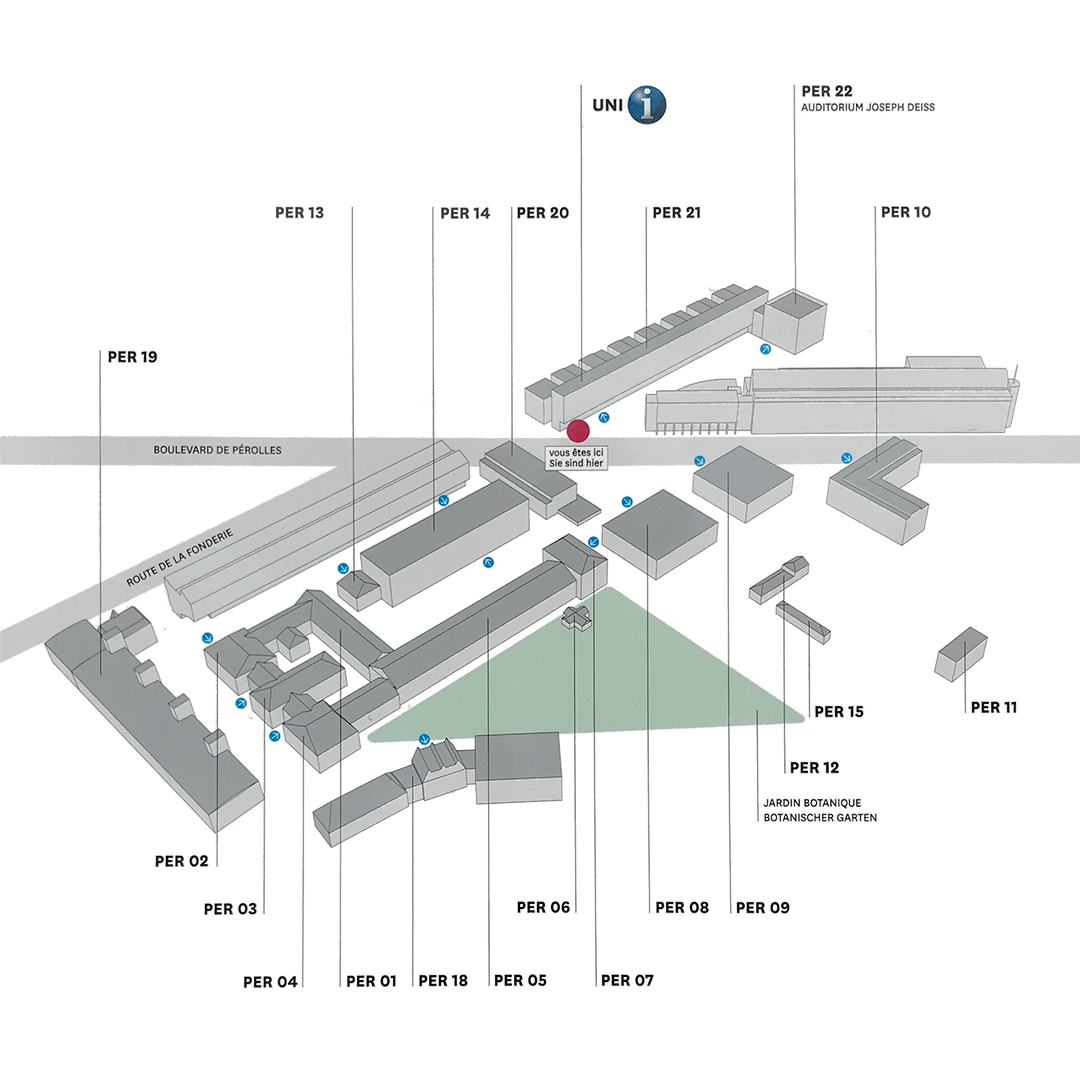 UNI i
PER 22
AUDITORIUM JOSEPH DEISS
PER 13
PER 14
PER 20
PER 21
PER 10
PER 19
BOULEVARD DE PÉROLLES
vous êtes ici
Sie sind hier
ROUTE DE LA FONDERIE
PER 11
PER 15
PER 12
JARDIN BOTANIQUE
BOTANISCHER GARTEN
PER 02
PER 03
PER 06
PER 08
PER 09
PER 04
PER 01
PER 18
PER 05
PER 07